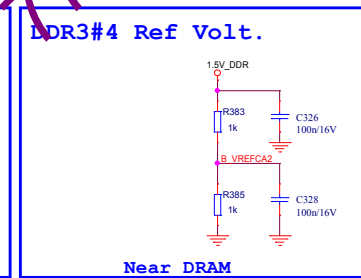 DDR3#4 Ref Volt.
1.5V_DDR
R383
1k
C326
100n/16V
B_VREFCA2
R385
1k
C328
100n/16V
Near DRAM